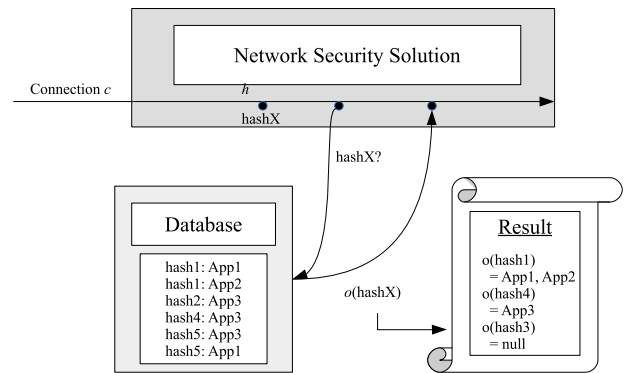 Network Security Solution
Connection c
h
hashX
hashX?
Database
hash1: App1
hash1: App2
hash2: App3
hash4: App3
hash5: App3
hash5: App1
o(hashX)
Result
o(hash1)
= App1, App2
o(hash4)
= App3
o(hash3)
= null